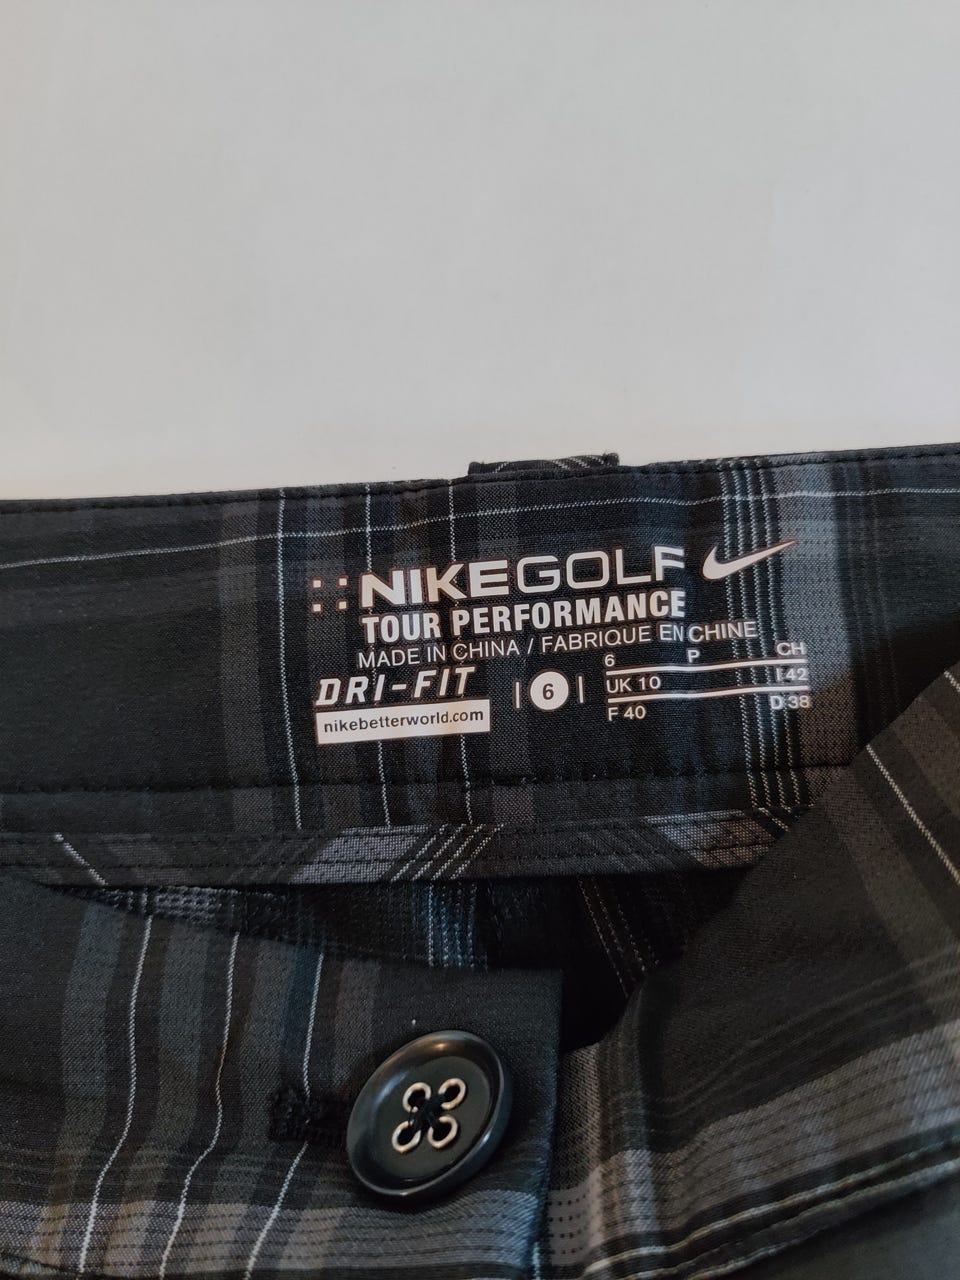 NIKEGOLF
TOUR PERFORMANCE
MADE IN CHINA / FABRIQUE EN CHINE
DRI-FIT
nikebetterworld.com
6
6 P CH
UK 10 I 42
F 40 D 38